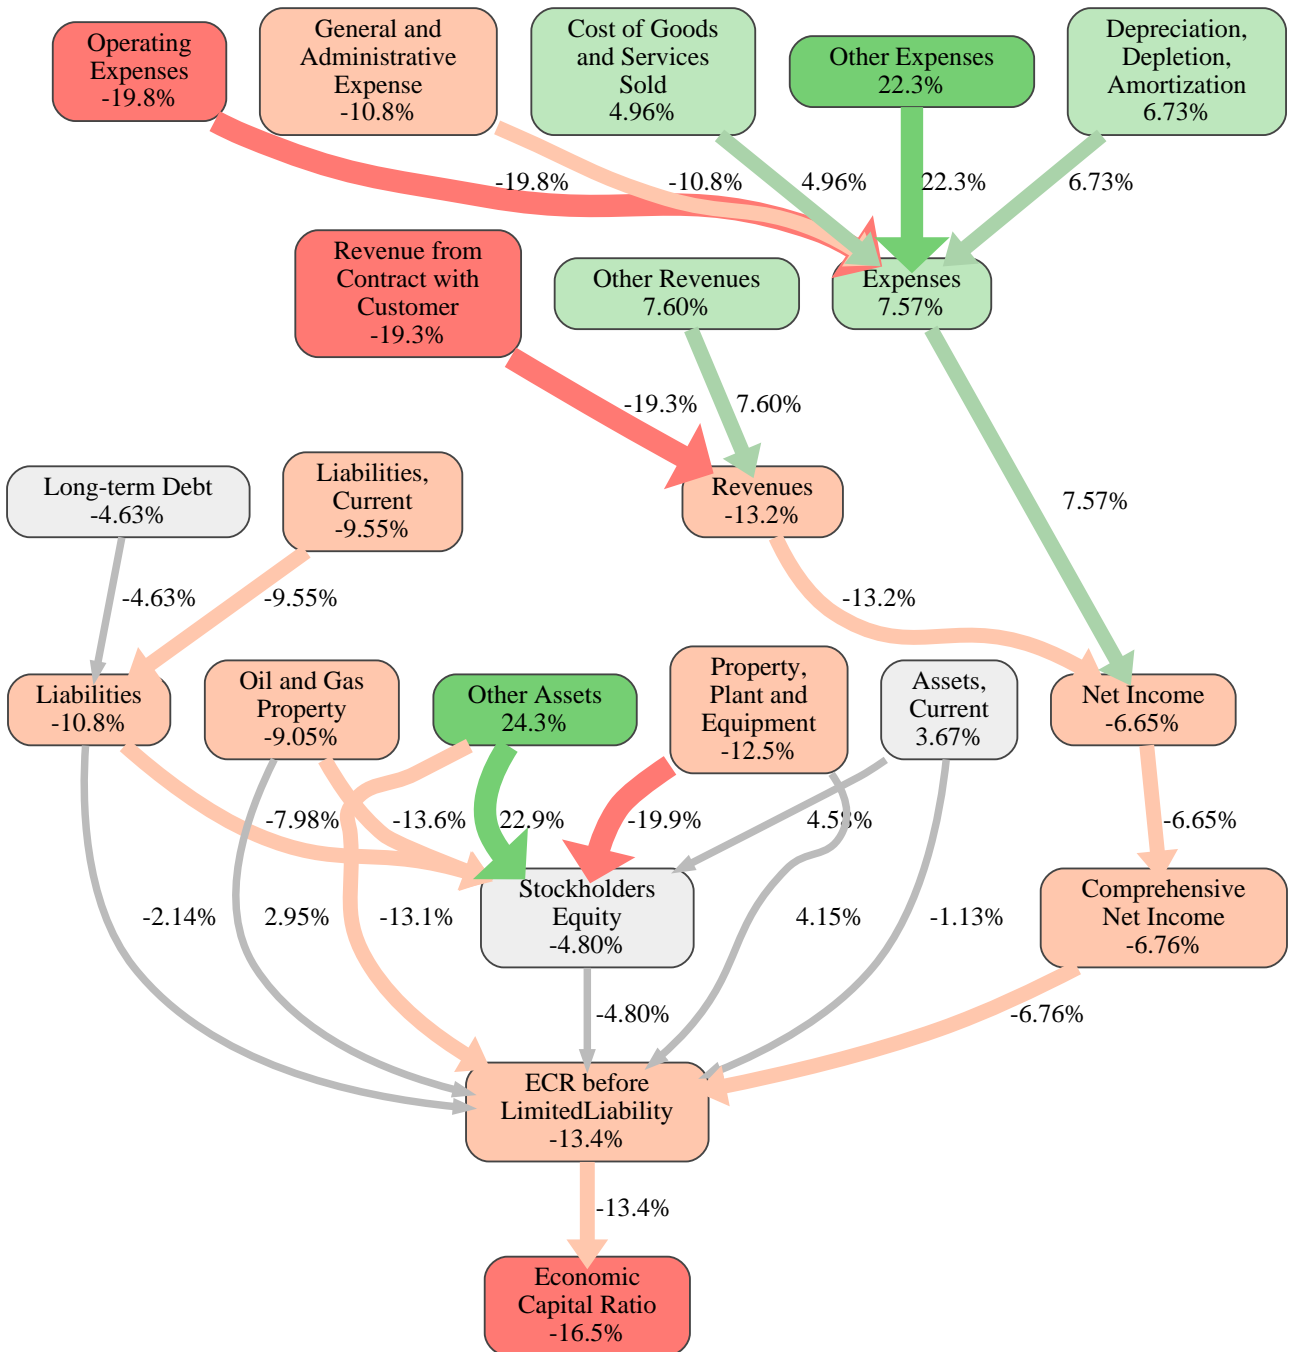 Operating
Expenses
-19.8%
General and
Administrative
Expense
-10.8%
Cost of Goods
and Services
Sold
4.96%
Other Expenses
22.3%
Depreciation,
Depletion,
Amortization
6.73%
-19.8%
-10.8%
4.96%
22.3%
6.73%
Revenue from
Contract with
Customer
-19.3%
Other Revenues
7.60%
Expenses
7.57%
-19.3%
7.60%
Long-term Debt
-4.63%
Liabilities,
Current
-9.55%
Revenues
-13.2%
7.57%
-4.63%
-9.55%
-13.2%
Liabilities
-10.8%
Oil and Gas
Property
-9.05%
Other Assets
24.3%
Property,
Plant and
Equipment
-12.5%
Assets,
Current
3.67%
Net Income
-6.65%
-7.98%
-13.6%
22.9%
-19.9%
4.58%
-6.65%
Stockholders
Equity
-4.80%
Comprehensive
Net Income
-6.76%
-2.14%
2.95%
-13.1%
4.15%
-1.13%
-4.80%
-6.76%
ECR before
LimitedLiability
-13.4%
-13.4%
Economic
Capital Ratio
-16.5%